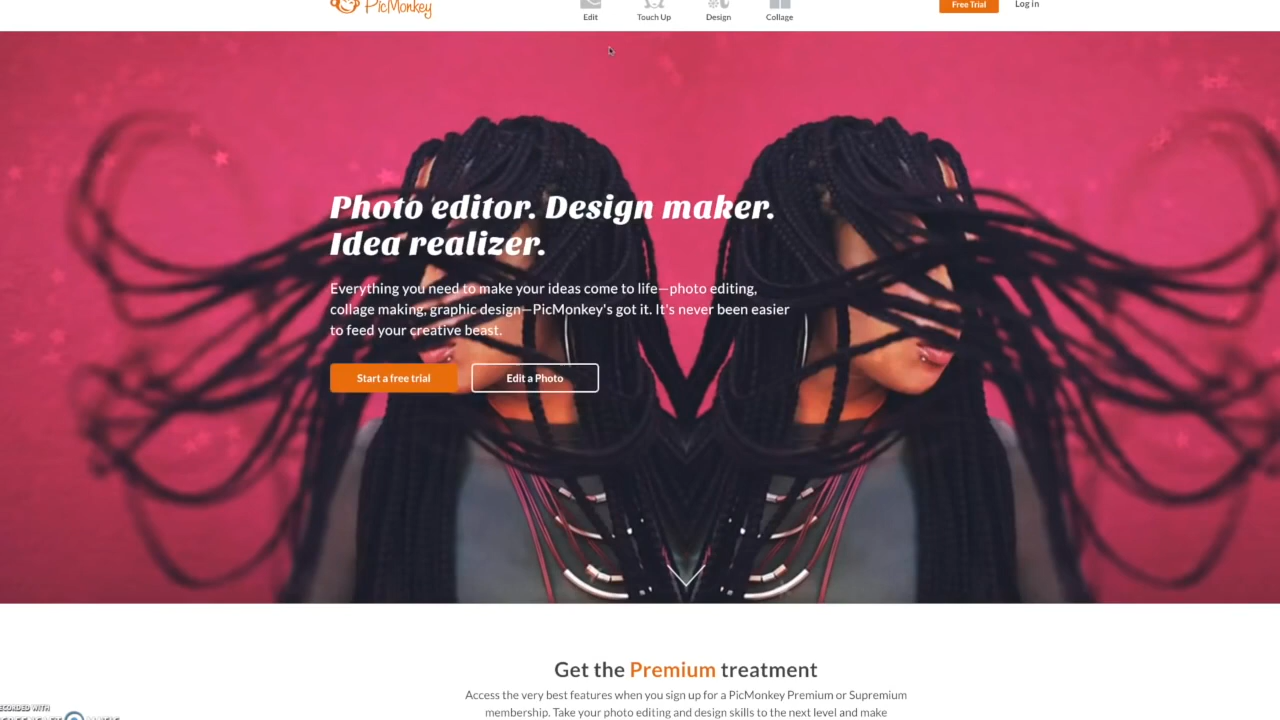 PicMonkey
Edit
Touch Up
Design
Collage
Free Trial
Log in
Photo editor. Design maker.
Idea realizer.
Everything you need to make your ideas come to life—photo editing,
collage making, graphic design—PicMonkey's got it. It's never been easier
to feed your creative beast.
Start a free trial
Edit a Photo
Get the Premium treatment
Access the very best features when you sign up for a PicMonkey Premium or Supremium
membership. Take your photo editing and design skills to the next level and make
RECORDED WITH